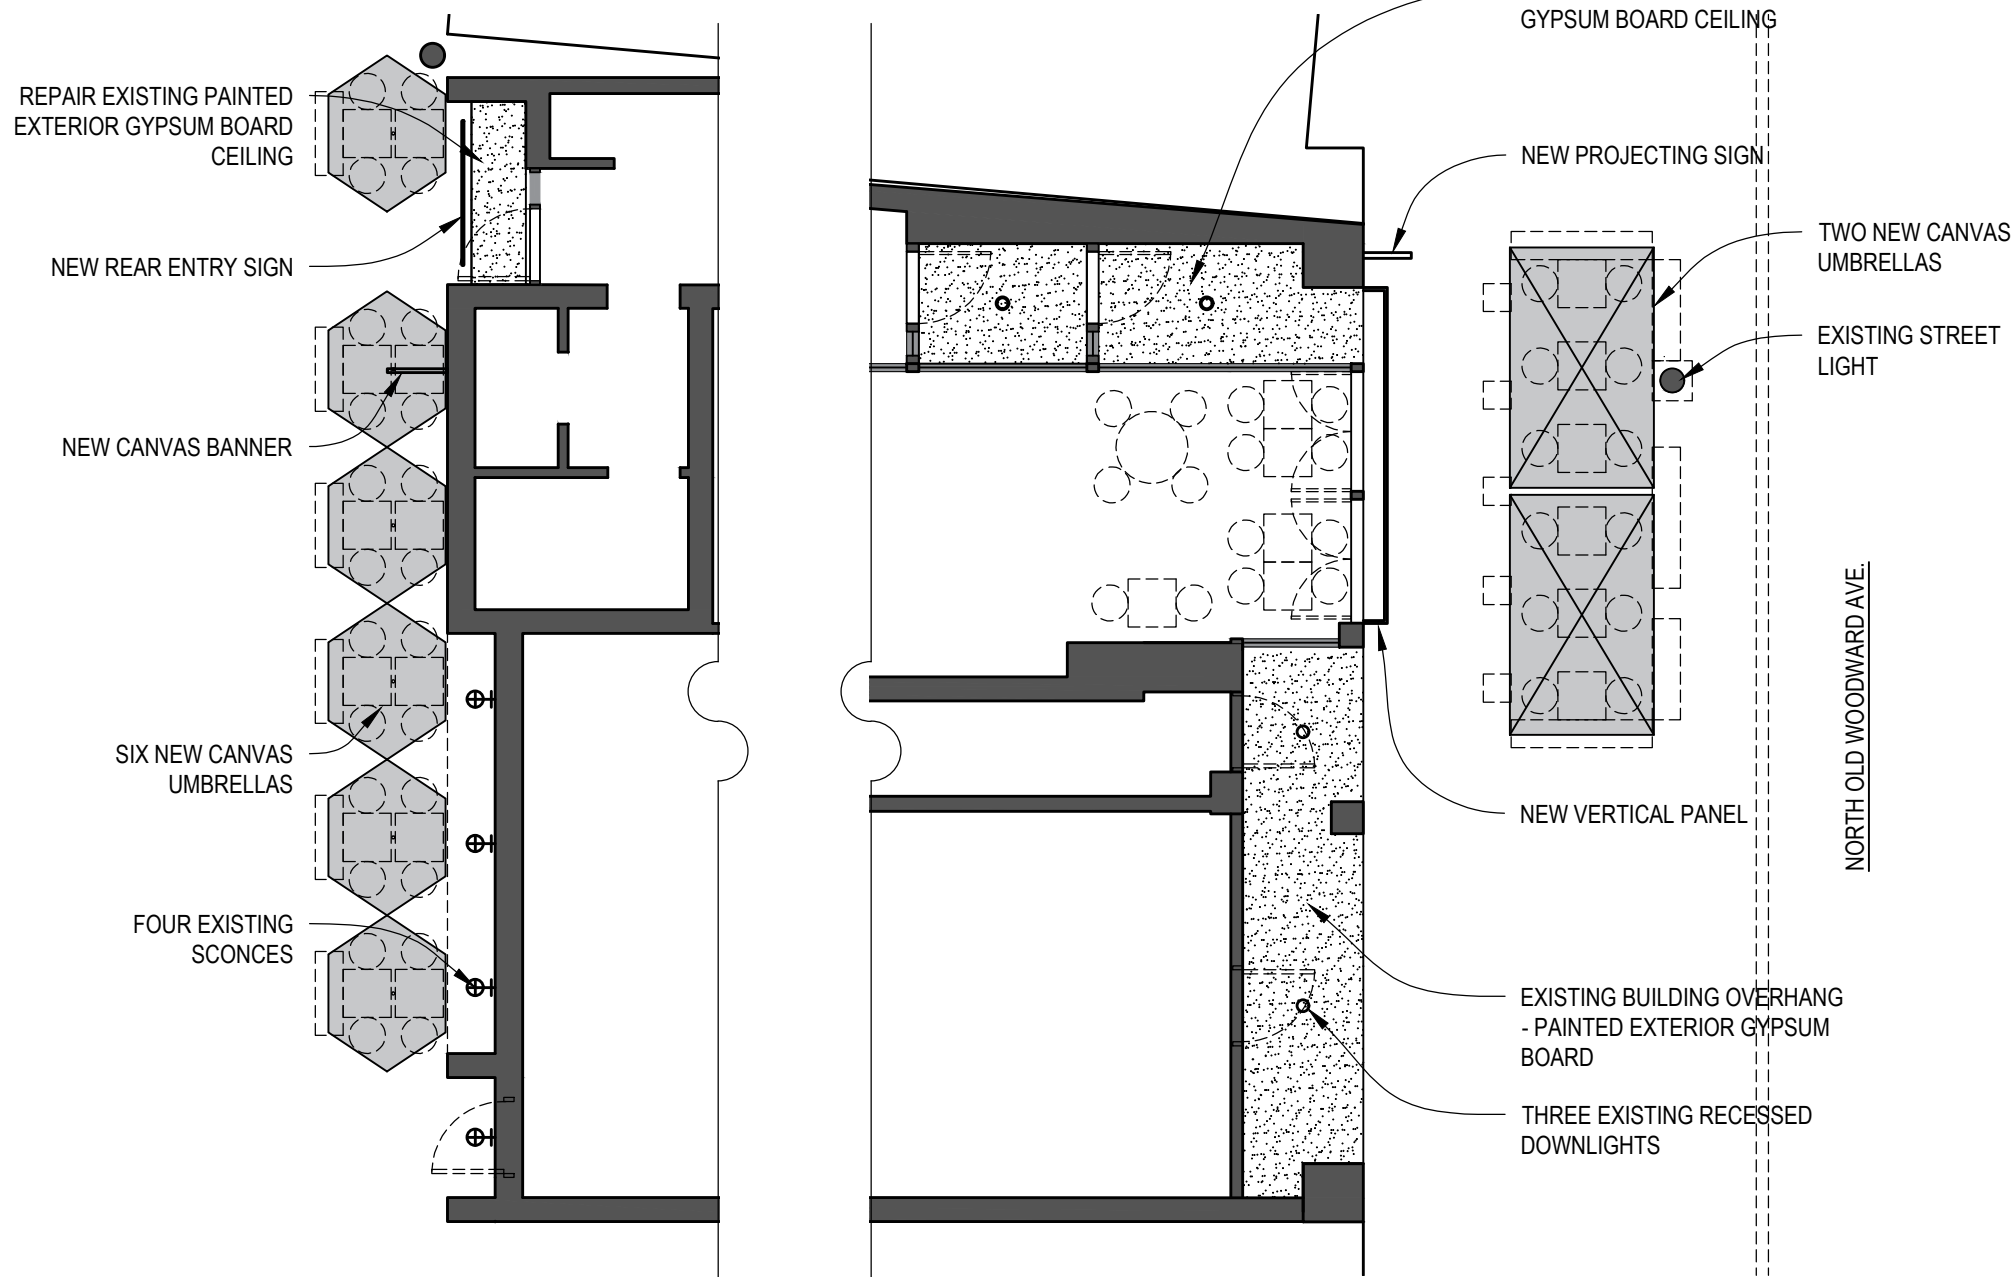 REPAIR EXISTING PAINTED
EXTERIOR GYPSUM BOARD
CEILING
NEW REAR ENTRY SIGN
NEW CANVAS BANNER
SIX NEW CANVAS
UMBRELLAS
FOUR EXISTING
SCONCES
GYPSUM BOARD CEILING
NEW PROJECTING SIGN
TWO NEW CANVAS
UMBRELLAS
EXISTING STREET
LIGHT
NORTH OLD WOODWARD AVE.
NEW VERTICAL PANEL
EXISTING BUILDING OVERHANG
- PAINTED EXTERIOR GYPSUM
BOARD
THREE EXISTING RECESSED
DOWNLIGHTS